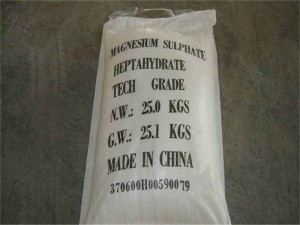 MAGNESIUM SULPHATE
HEPTAHYDRATE
TECH GRADE
N.W.: 25.0 KGS
G.W.: 25.1 KGS
MADE IN CHINA
370600H00590079